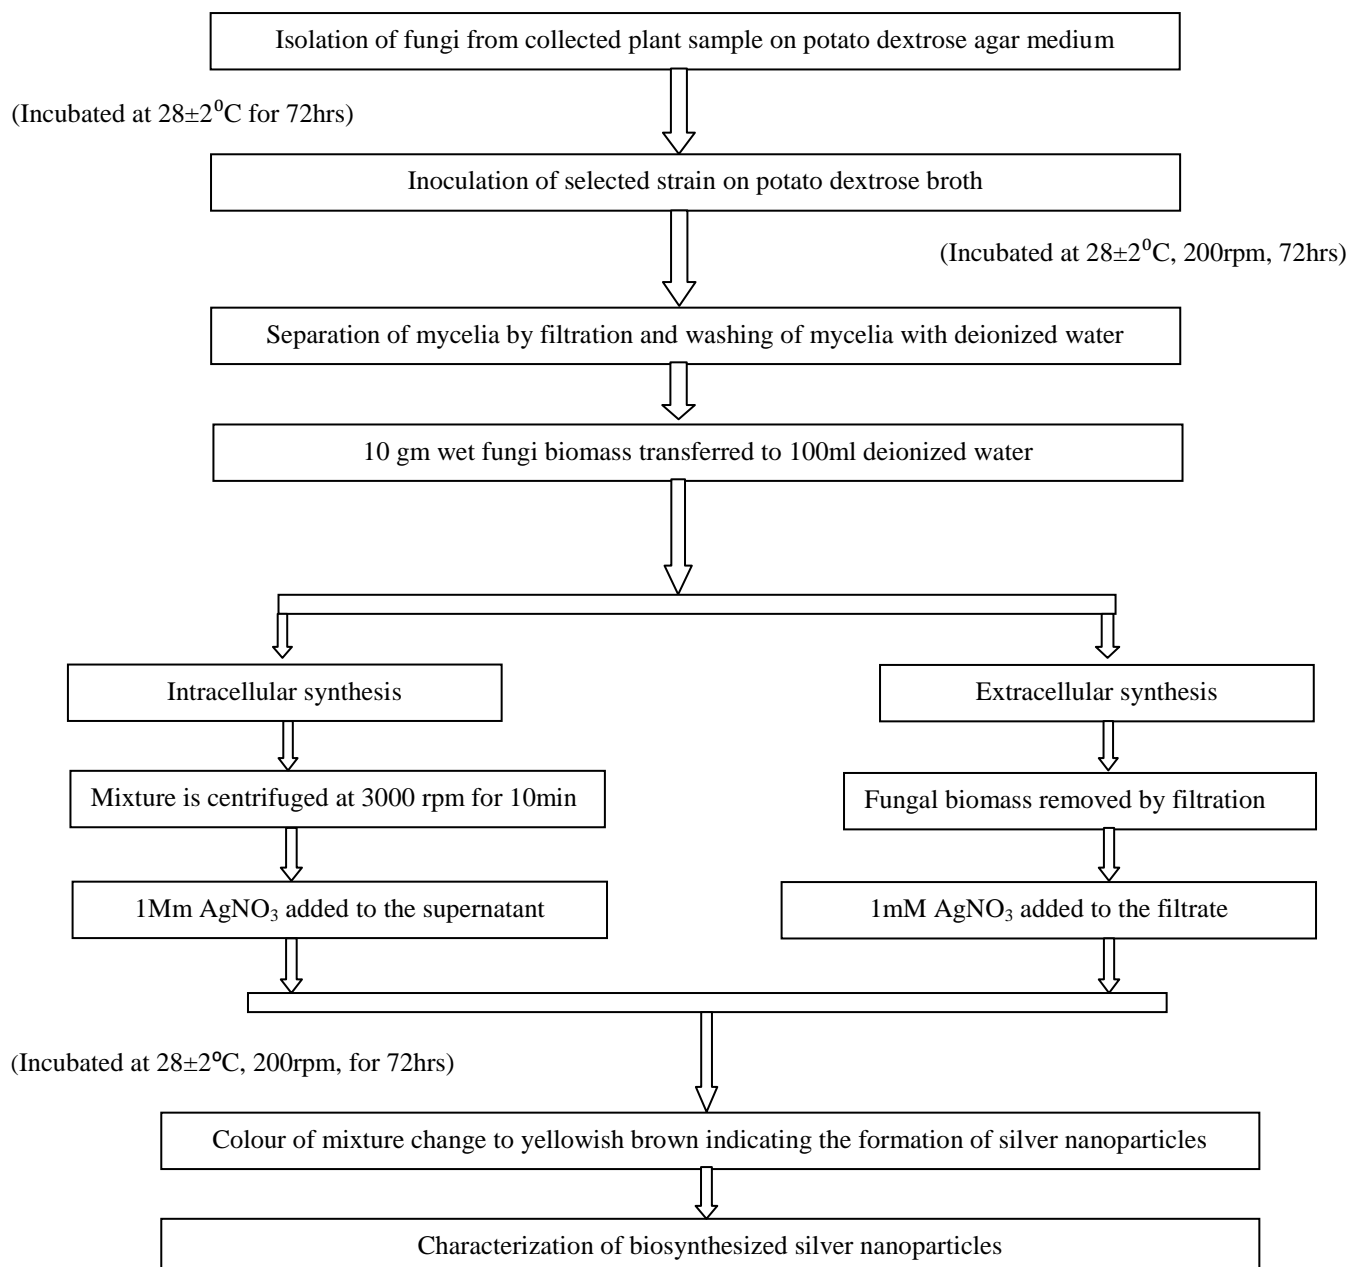 Isolation of fungi from collected plant sample on potato dextrose agar medium
(Incubated at 28±2⁰C for 72hrs)
Inoculation of selected strain on potato dextrose broth
(Incubated at 28±2⁰C, 200rpm, 72hrs)
Separation of mycelia by filtration and washing of mycelia with deionized water
10 gm wet fungi biomass transferred to 100ml deionized water
Intracellular synthesis
Extracellular synthesis
Mixture is centrifuged at 3000 rpm for 10min
Fungal biomass removed by filtration
1Mm AgNO₃ added to the supernatant
1mM AgNO₃ added to the filtrate
(Incubated at 28±2ºC, 200rpm, for 72hrs)
Colour of mixture change to yellowish brown indicating the formation of silver nanoparticles
Characterization of biosynthesized silver nanoparticles